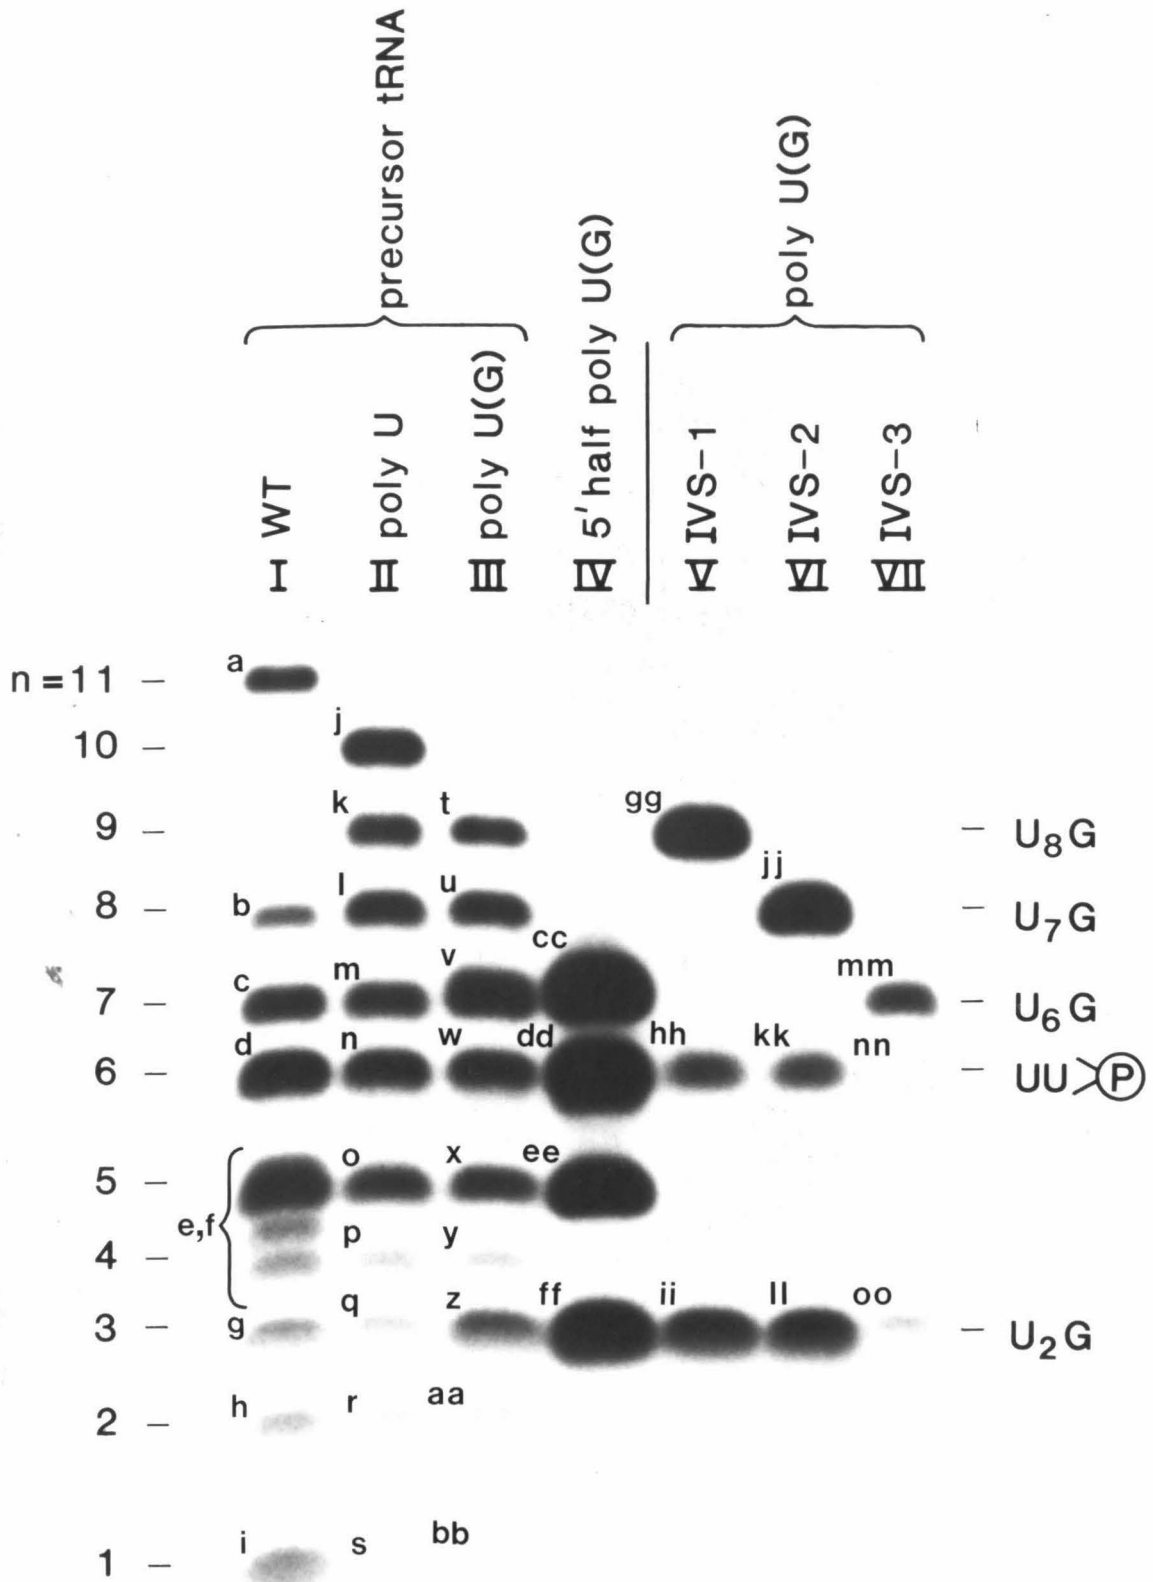 precursor tRNA
poly U(G)
I WT
II poly U
III poly U(G)
IV 5'half poly U(G)
V IVS-1
VI IVS-2
VII IVS-3
a
n=11
j
10
k t gg
9 U8G
jj
l u
b
8 U7G
cc
v mm
c m
7 U6G
d n w dd hh kk nn
6 UU>P
o x ee
5
e,f p y
4
q z ff ii ll oo
g
3 U2G
aa
h r
2
bb
i s
1